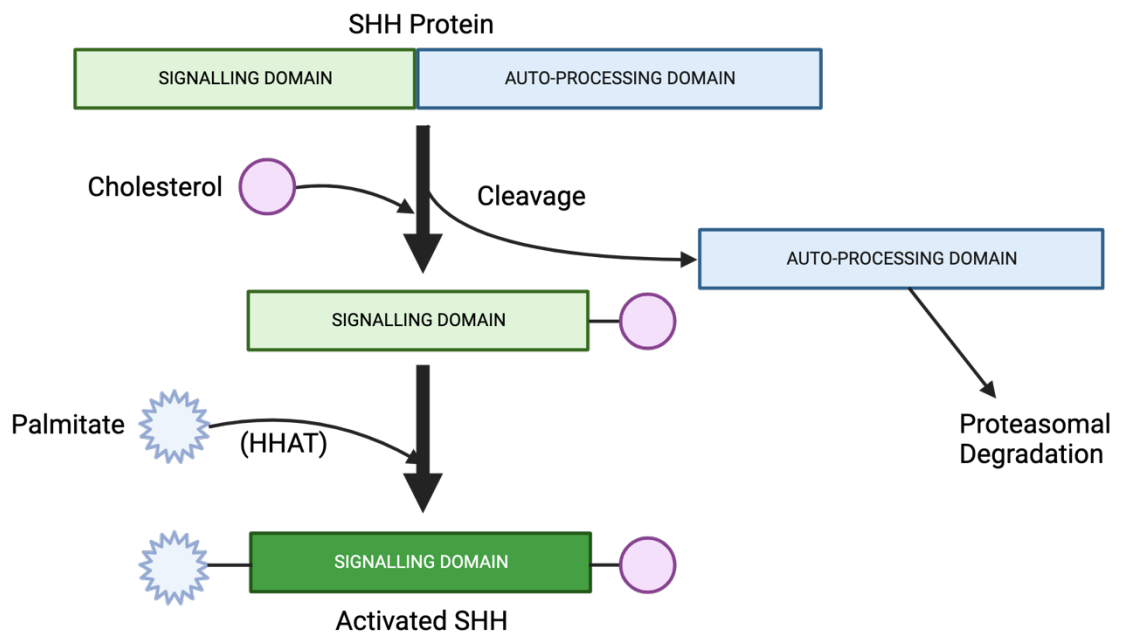 SHH Protein
SIGNALLING DOMAIN
AUTO-PROCESSING DOMAIN
Cholesterol
Cleavage
AUTO-PROCESSING DOMAIN
SIGNALLING DOMAIN
Palmitate
(HHAT)
Proteasomal
Degradation
SIGNALLING DOMAIN
Activated SHH